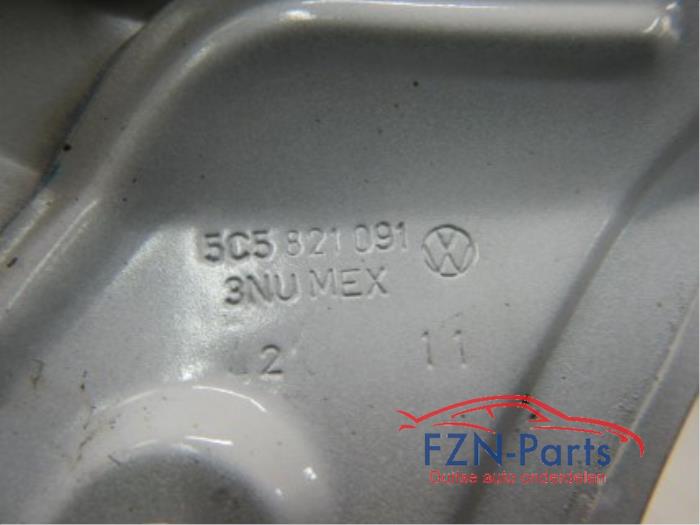 5C5 821 091
3NU MEX
2 11
FZN-Parts
Duitse auto onderdelen